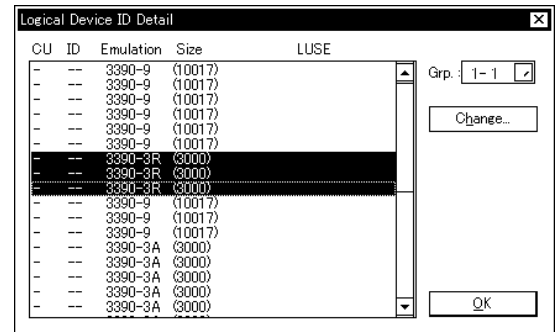 Logical Device ID Detail
CU ID Emulation Size LUSE
- -- 3390-9 (10017)
- -- 3390-9 (10017)
- -- 3390-9 (10017)
- -- 3390-9 (10017)
- -- 3390-9 (10017)
- -- 3390-9 (10017)
- -- 3390-3R (3000)
- -- 3390-3R (3000)
- -- 3390-3R (3000)
- -- 3390-9 (10017)
- -- 3390-9 (10017)
- -- 3390-9 (10017)
- -- 3390-3A (3000)
- -- 3390-3A (3000)
- -- 3390-3A (3000)
- -- 3390-3A (3000)
- -- 3390-3A (3000)
Grp. : 1- 1
Change...
OK